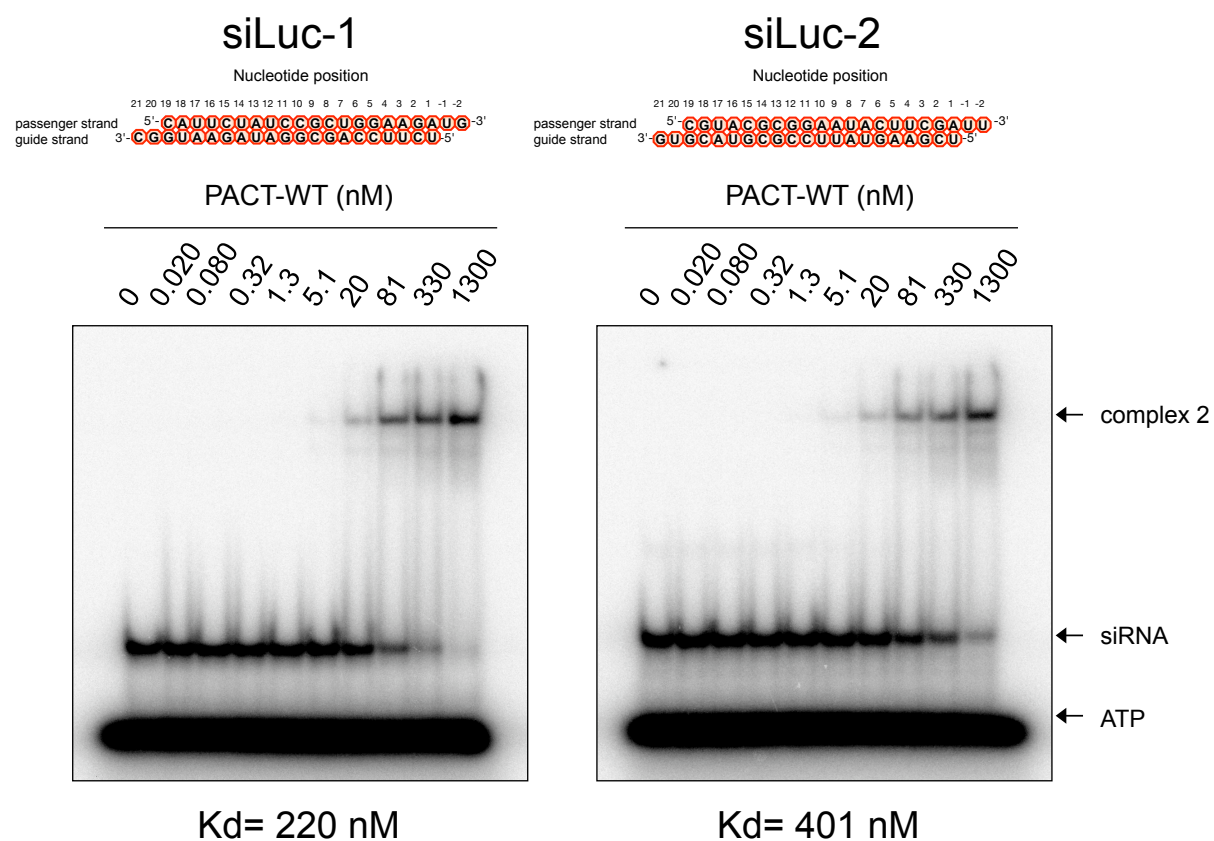 siLuc-1
Nucleotide position
21 20 19 18 17 16 15 14 13 12 11 10 9 8 7 6 5 4 3 2 1 -1 -2
passenger strand 5'-CAUUCUAUCCGCUGGAAGAUG-3'
guide strand 3'-CGGUAAGAUAGGCGACCUUCU-5'
PACT-WT (nM)
0 0.020 0.080 0.32 1.3 5.1 20 81 330 1300
Kd= 220 nM
siLuc-2
Nucleotide position
21 20 19 18 17 16 15 14 13 12 11 10 9 8 7 6 5 4 3 2 1 -1 -2
passenger strand 5'-CGUACGCGGAAUACUUCGAUU-3'
guide strand 3'-GUGCAUGCGCCUUAUGAAGCU-5'
PACT-WT (nM)
0 0.020 0.080 0.32 1.3 5.1 20 81 330 1300
complex 2
siRNA
ATP
Kd= 401 nM